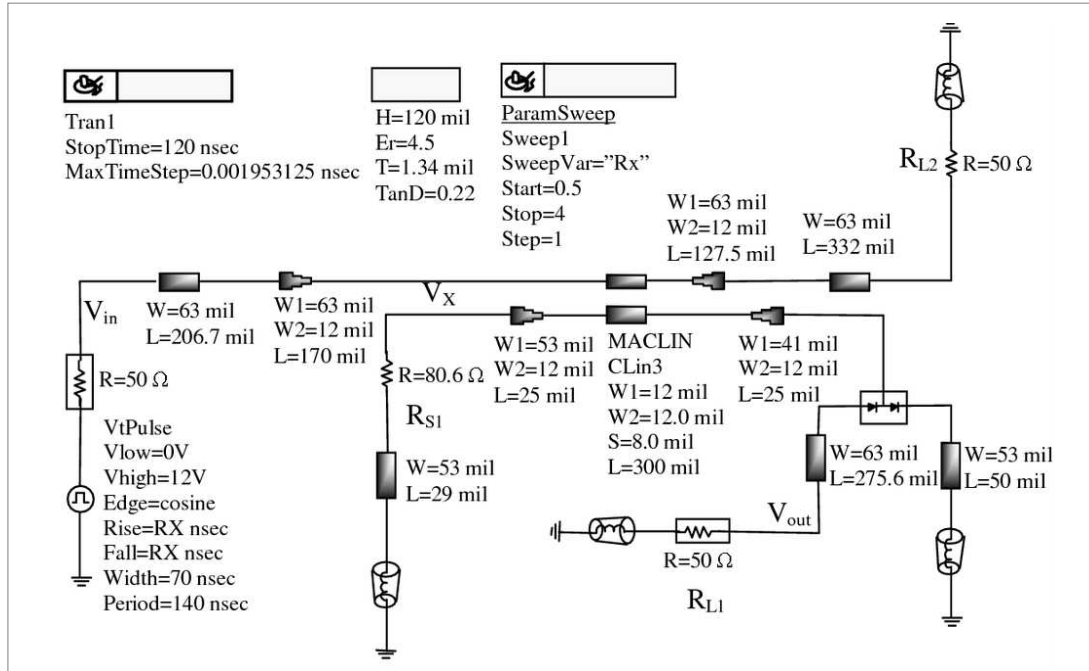 Tran1
StopTime=120 nsec
MaxTimeStep=0.001953125 nsec
H=120 mil
Er=4.5
T=1.34 mil
TanD=0.22
ParamSweep
Sweep1
SweepVar="Rx"
Start=0.5
Stop=4
Step=1
RL2
R=50 Ω
W1=63 mil
W2=12 mil
L=127.5 mil
W=63 mil
L=332 mil
Vin
W=63 mil
L=206.7 mil
W1=63 mil
W2=12 mil
L=170 mil
VX
R=50 Ω
VtPulse
Vlow=0V
Vhigh=12V
Edge=cosine
Rise=RX nsec
Fall=RX nsec
Width=70 nsec
Period=140 nsec
R=80.6 Ω
RS1
W=53 mil
L=29 mil
W1=53 mil
W2=12 mil
L=25 mil
MACLIN
CLin3
W1=12 mil
W2=12.0 mil
S=8.0 mil
L=300 mil
W1=41 mil
W2=12 mil
L=25 mil
W=63 mil
L=275.6 mil
W=53 mil
L=50 mil
Vout
R=50 Ω
RL1